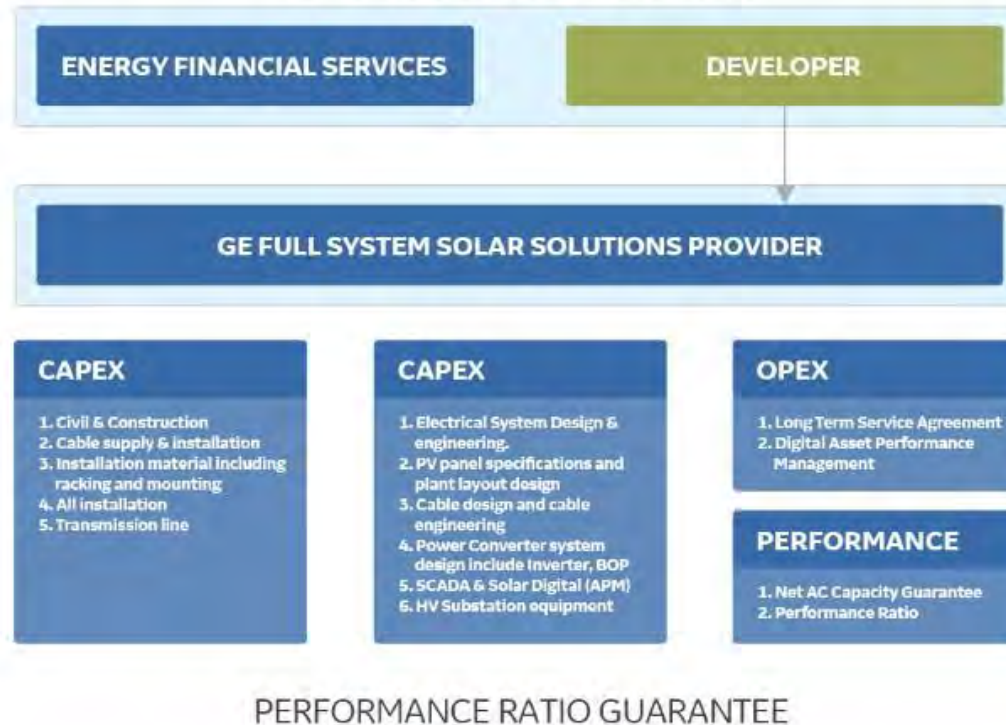 ENERGY FINANCIAL SERVICES
DEVELOPER
GE FULL SYSTEM SOLAR SOLUTIONS PROVIDER
CAPEX
1. Civil & Construction
2. Cable supply & installation
3. Installation material including
racking and mounting
4. All installation
5. Transmission line
CAPEX
1. Electrical System Design &
engineering.
2. PV panel specifications and
plant layout design
3. Cable design and cable
engineering
4. Power Converter system
design include Inverter, BOP
5. SCADA & Solar Digital (APM)
6. HV Substation equipment
OPEX
1. Long Term Service Agreement
2. Digital Asset Performance
Management
PERFORMANCE
1. Net AC Capacity Guarantee
2. Performance Ratio
PERFORMANCE RATIO GUARANTEE